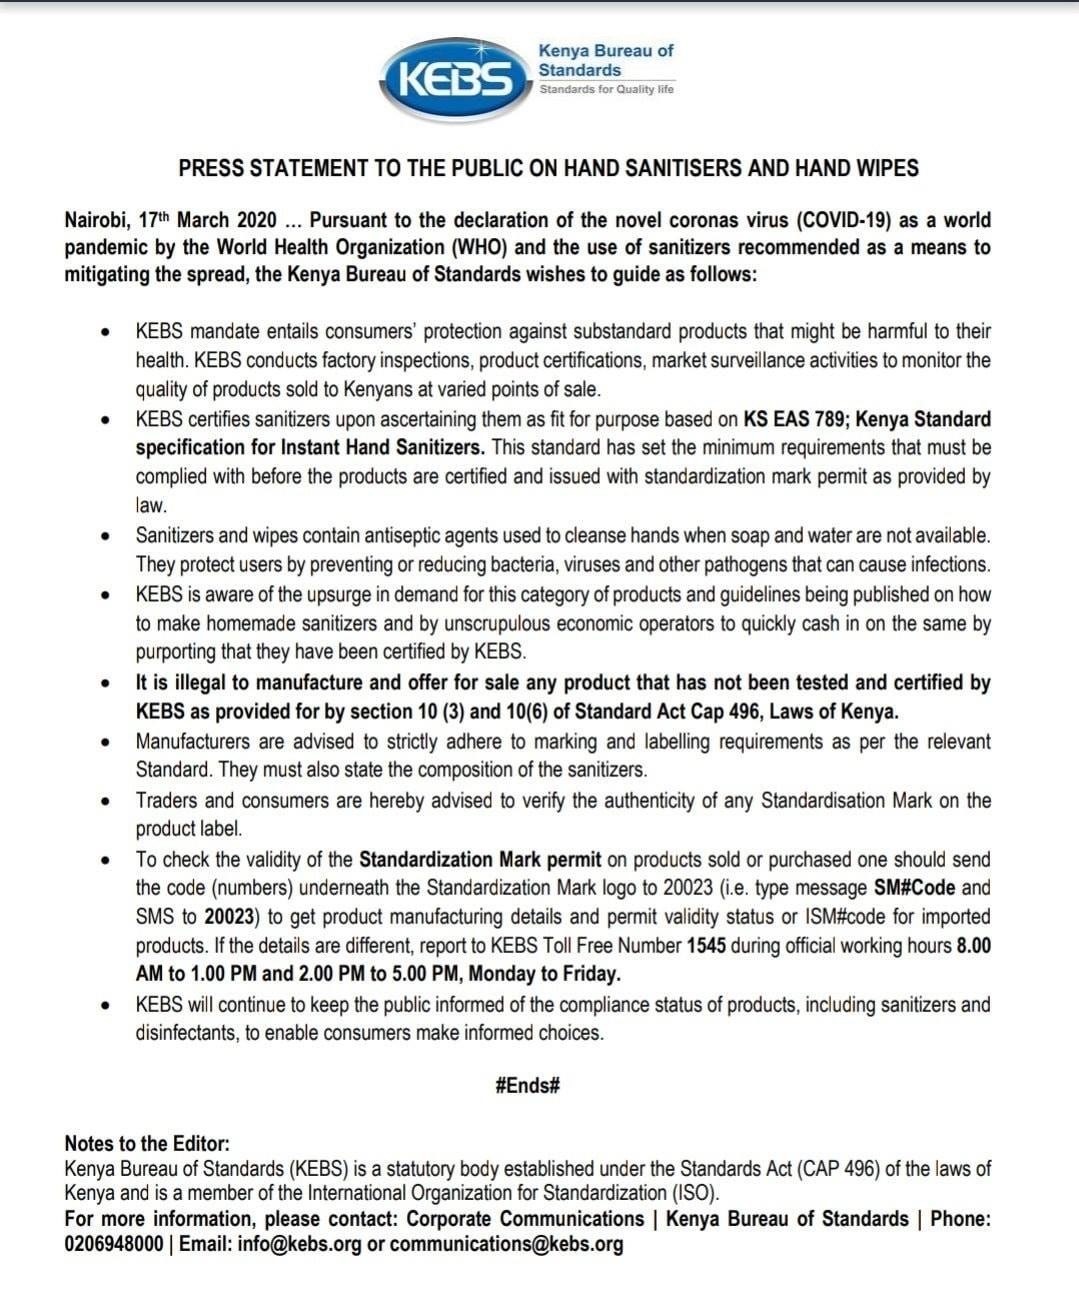 KEBS
Kenya Bureau of
Standards
Standards for Quality life
PRESS STATEMENT TO THE PUBLIC ON HAND SANITISERS AND HAND WIPES
Nairobi, 17th March 2020 ... Pursuant to the declaration of the novel coronas virus (COVID-19) as a world
pandemic by the World Health Organization (WHO) and the use of sanitizers recommended as a means to
mitigating the spread, the Kenya Bureau of Standards wishes to guide as follows:
• KEBS mandate entails consumers' protection against substandard products that might be harmful to their
health. KEBS conducts factory inspections, product certifications, market surveillance activities to monitor the
quality of products sold to Kenyans at varied points of sale.
• KEBS certifies sanitizers upon ascertaining them as fit for purpose based on KS EAS 789; Kenya Standard
specification for Instant Hand Sanitizers. This standard has set the minimum requirements that must be
complied with before the products are certified and issued with standardization mark permit as provided by
law.
• Sanitizers and wipes contain antiseptic agents used to cleanse hands when soap and water are not available.
They protect users by preventing or reducing bacteria, viruses and other pathogens that can cause infections.
• KEBS is aware of the upsurge in demand for this category of products and guidelines being published on how
to make homemade sanitizers and by unscrupulous economic operators to quickly cash in on the same by
purporting that they have been certified by KEBS.
• It is illegal to manufacture and offer for sale any product that has not been tested and certified by
KEBS as provided for by section 10 (3) and 10(6) of Standard Act Cap 496, Laws of Kenya.
• Manufacturers are advised to strictly adhere to marking and labelling requirements as per the relevant
Standard. They must also state the composition of the sanitizers.
• Traders and consumers are hereby advised to verify the authenticity of any Standardisation Mark on the
product label.
• To check the validity of the Standardization Mark permit on products sold or purchased one should send
the code (numbers) underneath the Standardization Mark logo to 20023 (i.e. type message SM#Code and
SMS to 20023) to get product manufacturing details and permit validity status or ISM#code for imported
products. If the details are different, report to KEBS Toll Free Number 1545 during official working hours 8.00
AM to 1.00 PM and 2.00 PM to 5.00 PM, Monday to Friday.
• KEBS will continue to keep the public informed of the compliance status of products, including sanitizers and
disinfectants, to enable consumers make informed choices.
#Ends#
Notes to the Editor:
Kenya Bureau of Standards (KEBS) is a statutory body established under the Standards Act (CAP 496) of the laws of
Kenya and is a member of the International Organization for Standardization (ISO).
For more information, please contact: Corporate Communications | Kenya Bureau of Standards | Phone:
0206948000 | Email: info@kebs.org or communications@kebs.org